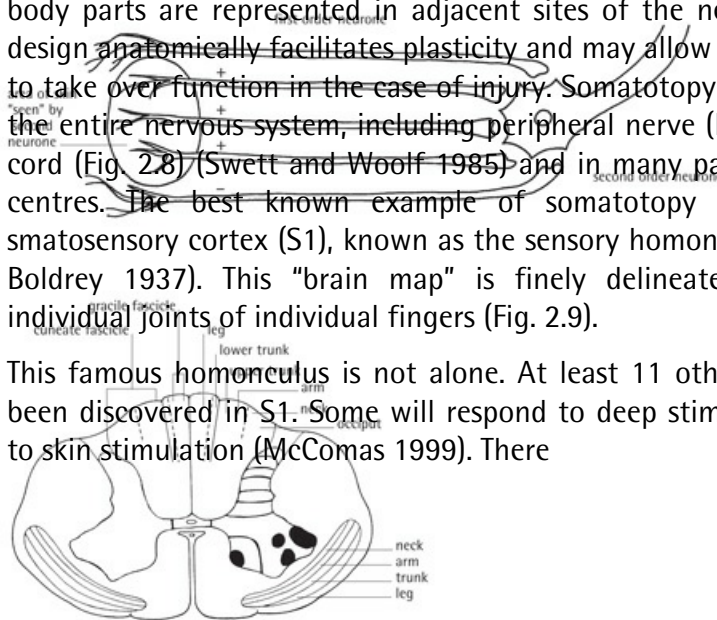 body parts are represented in adjacent sites of the ne
first order neurone
design anatomically facilitates plasticity and may allow
to take over function in the case of injury. Somatotopy
"seen" by
second
neurone
the entire nervous system, including peripheral nerve (
cord (Fig. 2.8) (Swett and Woolf 1985) and in many pa
second order neuron
centres. The best known example of somatotopy
smatosensory cortex (S1), known as the sensory homon
Boldrey 1937). This "brain map" is finely delineate
individual joints of individual fingers (Fig. 2.9).
gracile fascicle
cuneate fascicle
leg
lower trunk
arm
This famous homonculus is not alone. At least 11 oth
been discovered in S1. Some will respond to deep stim
occiput
to skin stimulation (McComas 1999). There
neck
arm
trunk
leg